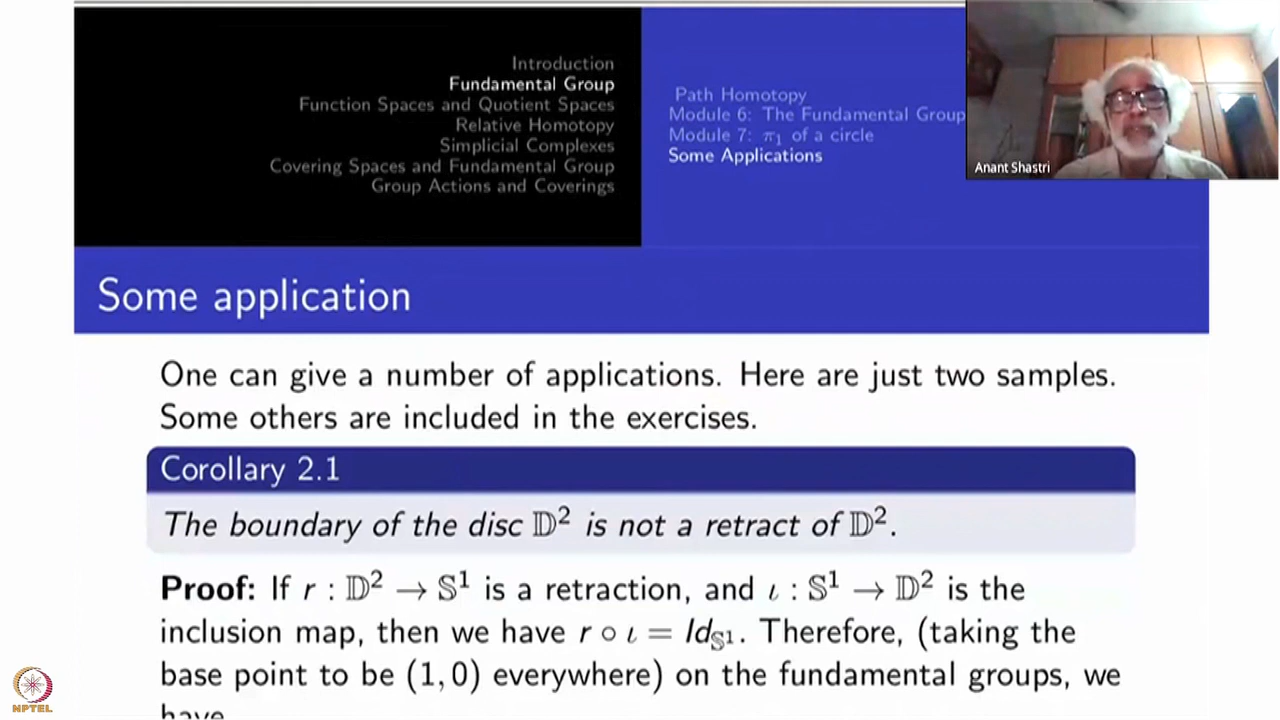 Introduction
Fundamental Group
Function Spaces and Quotient Spaces
Relative Homotopy
Simplicial Complexes
Covering Spaces and Fundamental Group
Group Actions and Coverings
Path Homotopy
Module 6: The Fundamental Group
Module 7: π₁ of a circle
Some Applications
Anant Shastri
Some application
One can give a number of applications. Here are just two samples.
Some others are included in the exercises.
Corollary 2.1
The boundary of the disc 𝔻² is not a retract of 𝔻².
Proof: If r : 𝔻² → 𝕊¹ is a retraction, and ι : 𝕊¹ → 𝔻² is the
inclusion map, then we have r ∘ ι = Id_𝕊¹. Therefore, (taking the
base point to be (1, 0) everywhere) on the fundamental groups, we
have
NPTEL